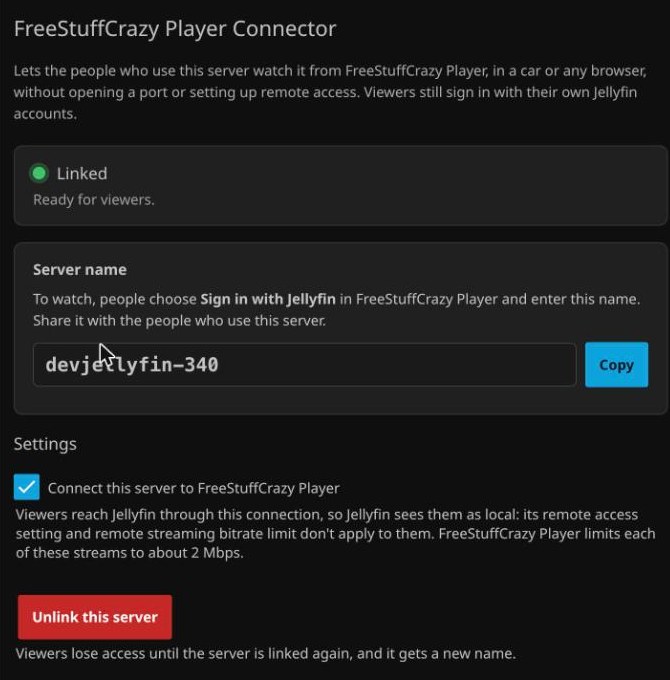 FreeStuffCrazy Player Connector
Lets the people who use this server watch it from FreeStuffCrazy Player, in a car or any browser,
without opening a port or setting up remote access. Viewers still sign in with their own Jellyfin
accounts.
Linked
Ready for viewers.
Server name
To watch, people choose Sign in with Jellyfin in FreeStuffCrazy Player and enter this name.
Share it with the people who use this server.
devjellyfin-340
Copy
Settings
Connect this server to FreeStuffCrazy Player
Viewers reach Jellyfin through this connection, so Jellyfin sees them as local: its remote access
setting and remote streaming bitrate limit don't apply to them. FreeStuffCrazy Player limits each
of these streams to about 2 Mbps.
Unlink this server
Viewers lose access until the server is linked again, and it gets a new name.